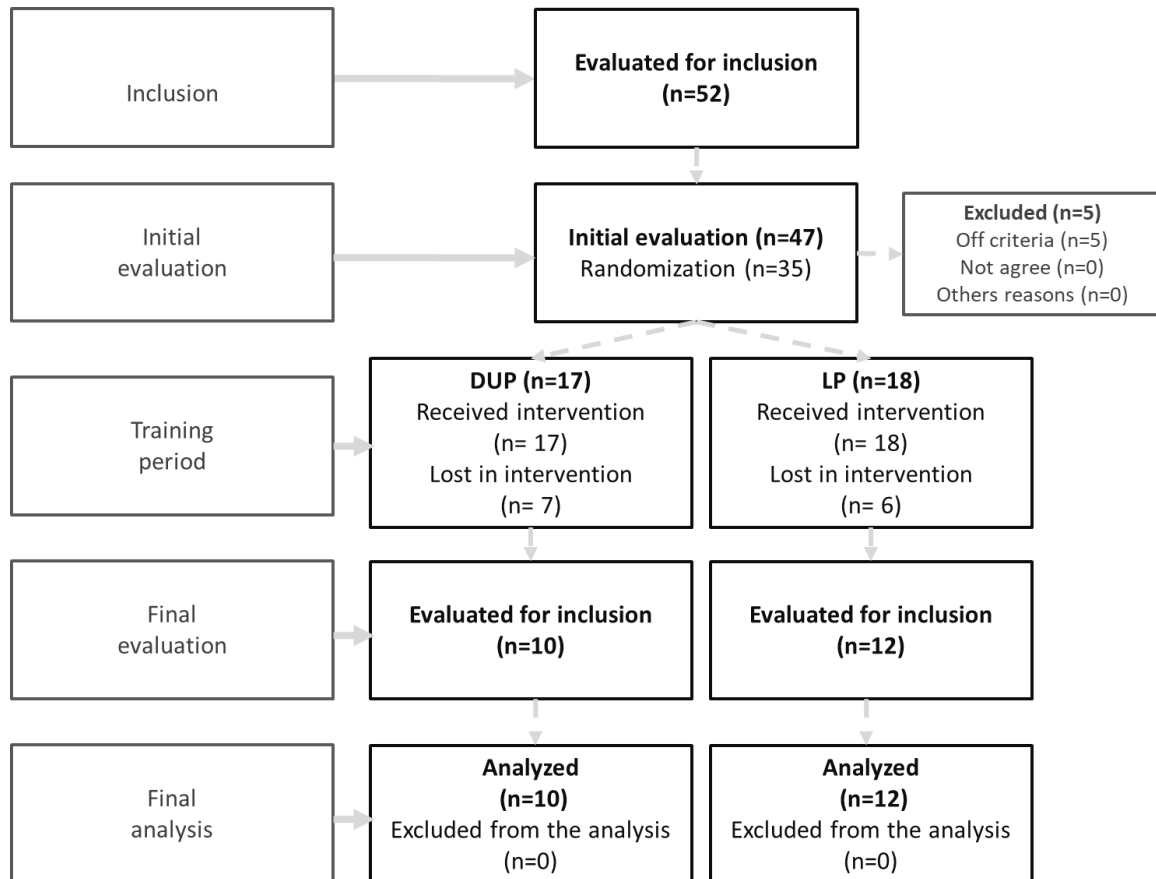 Inclusion
Evaluated for inclusion
(n=52)
Initial
evaluation
Initial evaluation (n=47)
Randomization (n=35)
Excluded (n=5)
Off criteria (n=5)
Not agree (n=0)
Others reasons (n=0)
Training
period
DUP (n=17)
Received intervention
(n= 17)
Lost in intervention
(n= 7)
LP (n=18)
Received intervention
(n= 18)
Lost in intervention
(n= 6)
Final
evaluation
Evaluated for inclusion
(n=10)
Evaluated for inclusion
(n=12)
Final
analysis
Analyzed
(n=10)
Excluded from the analysis
(n=0)
Analyzed
(n=12)
Excluded from the analysis
(n=0)